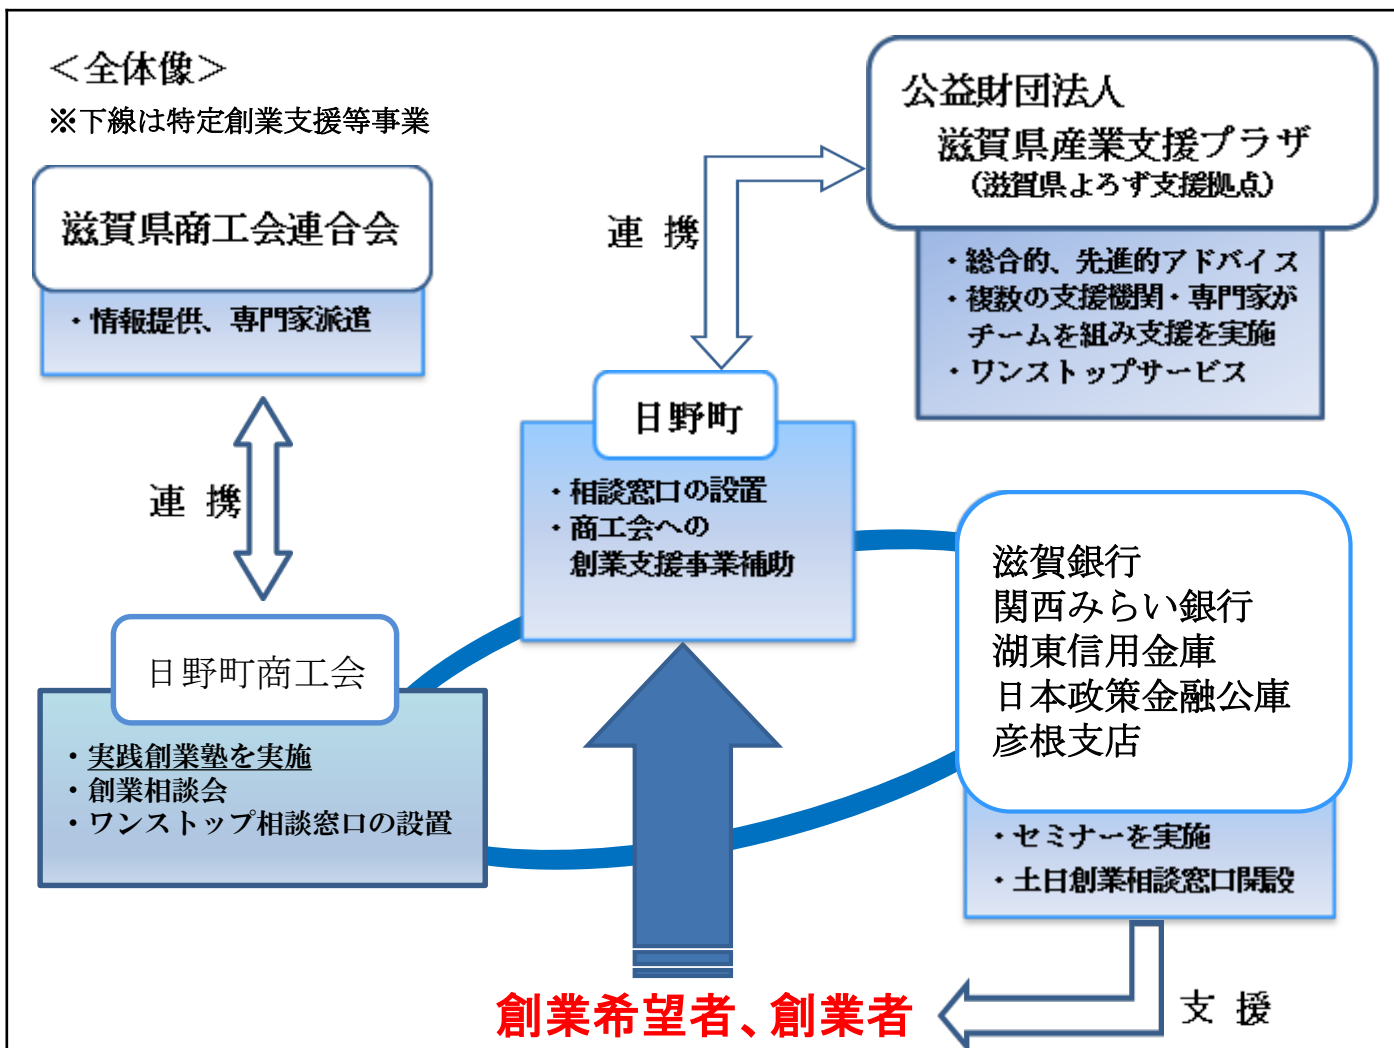 ＜全体像＞
※下線は特定創業支援等事業
公益財団法人
滋賀県産業支援プラザ
（滋賀県よろず支援拠点）
・総合的、先進的アドバイス
・複数の支援機関・専門家が
チームを組み支援を実施
・ワンストップサービス
滋賀県商工会連合会
・情報提供、専門家派遣
連 携
連 携
日野町
・相談窓口の設置
・商工会への
創業支援事業補助
滋賀銀行
関西みらい銀行
湖東信用金庫
日本政策金融公庫
彦根支店
・セミナーを実施
・土日創業相談窓口開設
日野町商工会
・実践創業塾を実施
・創業相談会
・ワンストップ相談窓口の設置
創業希望者、創業者
支 援